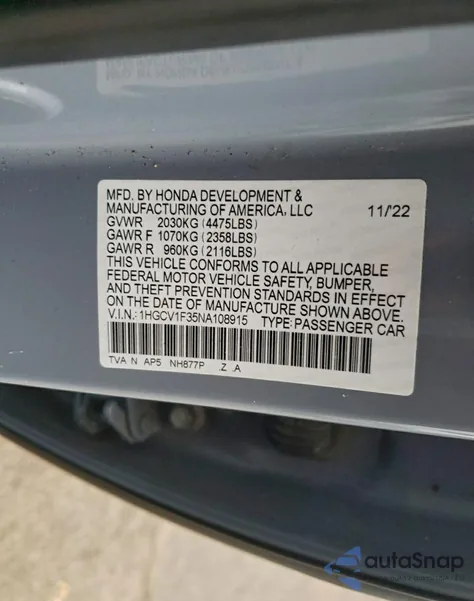 MFD. BY HONDA DEVELOPMENT &
MANUFACTURING OF AMERICA, LLC 11/'22
GVWR 2030KG (4475LBS)
GAWR F 1070KG (2358LBS)
GAWR R 960KG (2116LBS)
THIS VEHICLE CONFORMS TO ALL APPLICABLE
FEDERAL MOTOR VEHICLE SAFETY, BUMPER,
AND THEFT PREVENTION STANDARDS IN EFFECT
ON THE DATE OF MANUFACTURE SHOWN ABOVE.
V.I.N.: 1HGCV1F35NA108915 TYPE: PASSENGER CAR
TVA N AP5 NH877P Z A
autoSnap